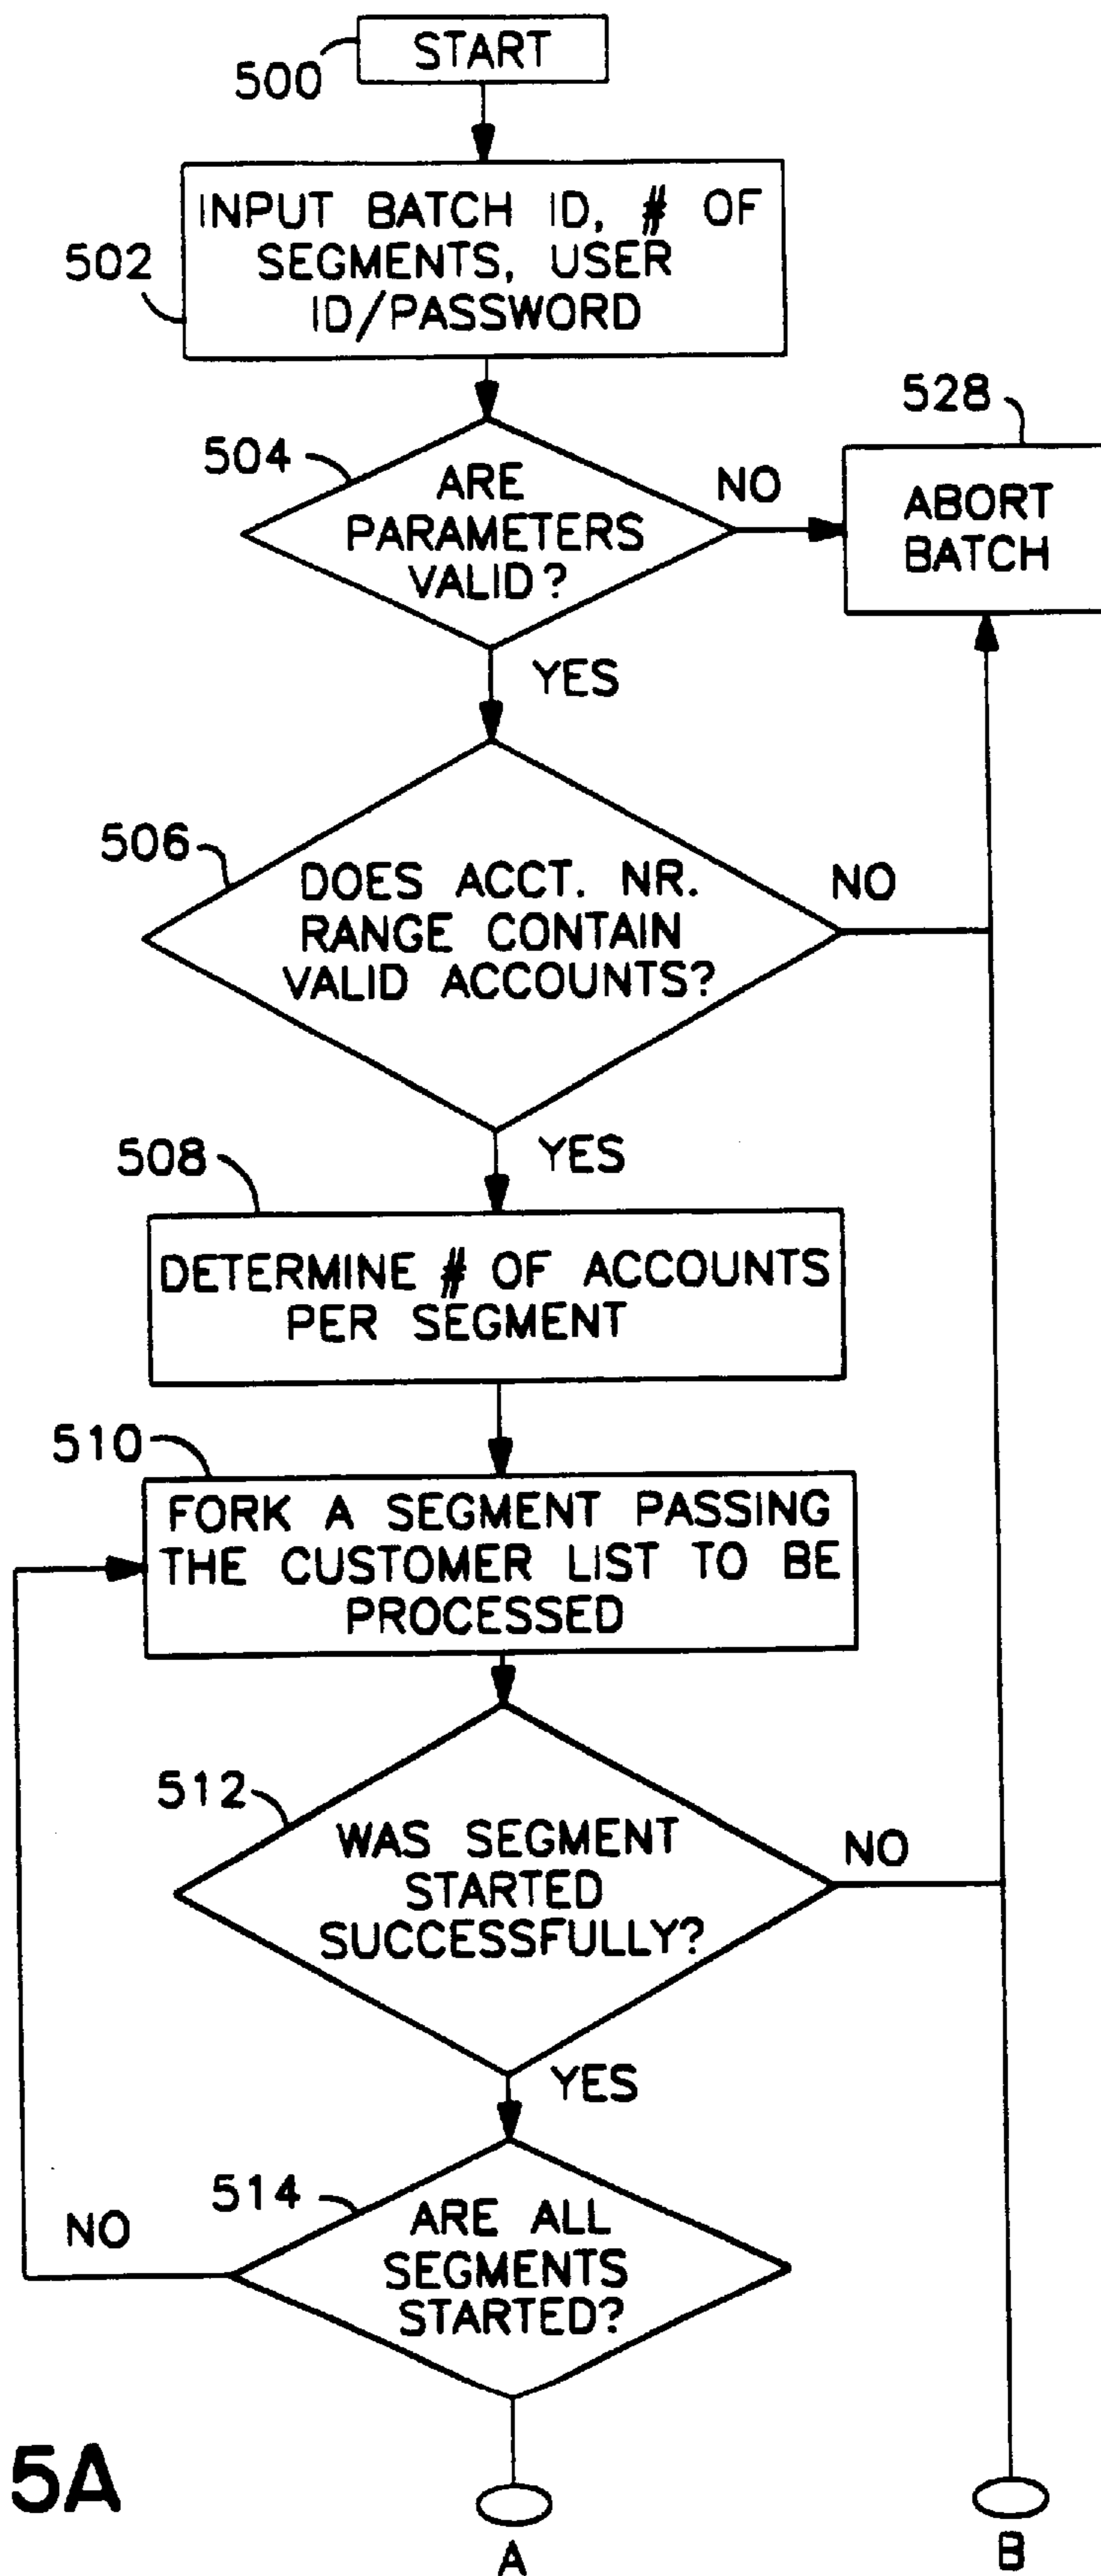 500
START
502
INPUT BATCH ID, # OF
SEGMENTS, USER
ID/PASSWORD
504
ARE
PARAMETERS
VALID?
NO
528
ABORT
BATCH
YES
506
DOES ACCT. NR.
RANGE CONTAIN
VALID ACCOUNTS?
NO
YES
508
DETERMINE # OF ACCOUNTS
PER SEGMENT
510
FORK A SEGMENT PASSING
THE CUSTOMER LIST TO BE
PROCESSED
512
WAS SEGMENT
STARTED
SUCCESSFULLY?
NO
YES
514
ARE ALL
SEGMENTS
STARTED?
NO
5A
A
B